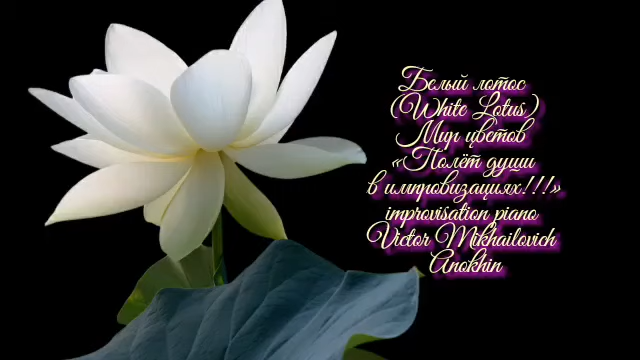 Белый лотос
(White Lotus)
Мир цветов
«Полёт души
в импровизациях!!!»
improvisation piano
Victor Mikhailovich
Anokhin